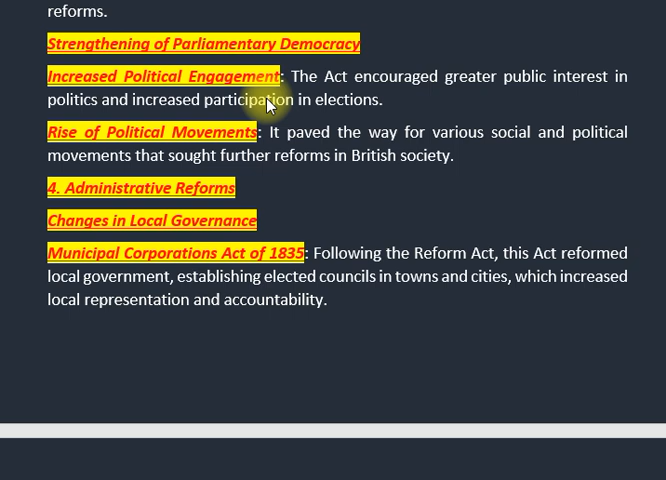 reforms.
Strengthening of Parliamentary Democracy
Increased Political Engagement: The Act encouraged greater public interest in
politics and increased participation in elections.
Rise of Political Movements: It paved the way for various social and political
movements that sought further reforms in British society.
4. Administrative Reforms
Changes in Local Governance
Municipal Corporations Act of 1835: Following the Reform Act, this Act reformed
local government, establishing elected councils in towns and cities, which increased
local representation and accountability.